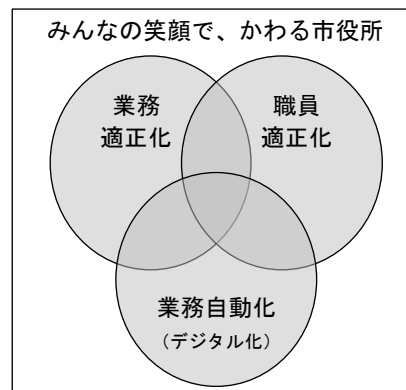 みんなの笑顔で、かわる市役所
業務
適正化
職員
適正化
業務自動化
（デジタル化）